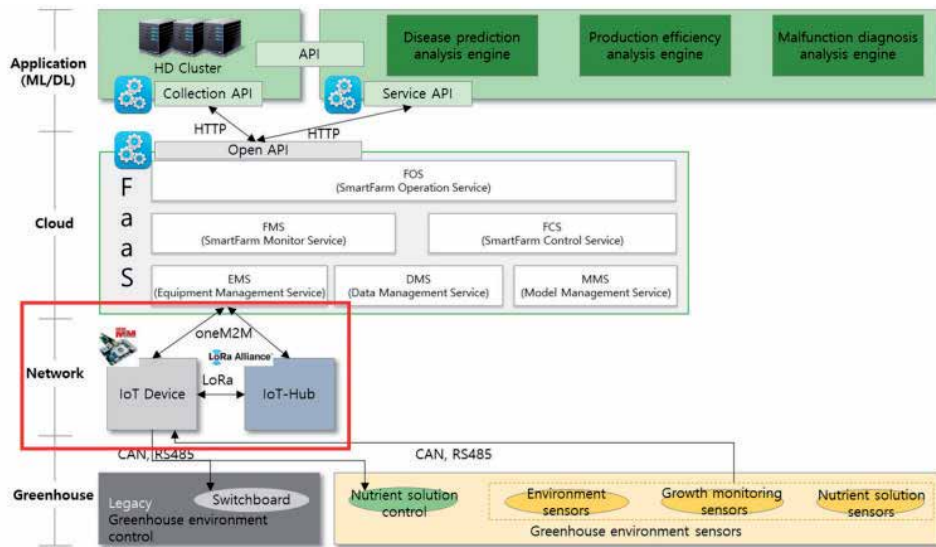 Application
(ML/DL)
HD Cluster
API
Disease prediction
analysis engine
Production efficiency
analysis engine
Malfunction diagnosis
analysis engine
Collection API
Service API
HTTP
HTTP
Open API
Cloud
FaaS
FOS
(SmartFarm Operation Service)
FMS
(SmartFarm Monitor Service)
FCS
(SmartFarm Control Service)
EMS
(Equipment Management Service)
DMS
(Data Management Service)
MMS
(Model Management Service)
Network
oneM2M
LoRa Alliance
LoRa
IoT Device
IoT-Hub
CAN, RS485
CAN, RS485
Greenhouse
Legacy
Switchboard
Greenhouse environment
control
Nutrient solution
control
Environment
sensors
Growth monitoring
sensors
Nutrient solution
sensors
Greenhouse environment sensors